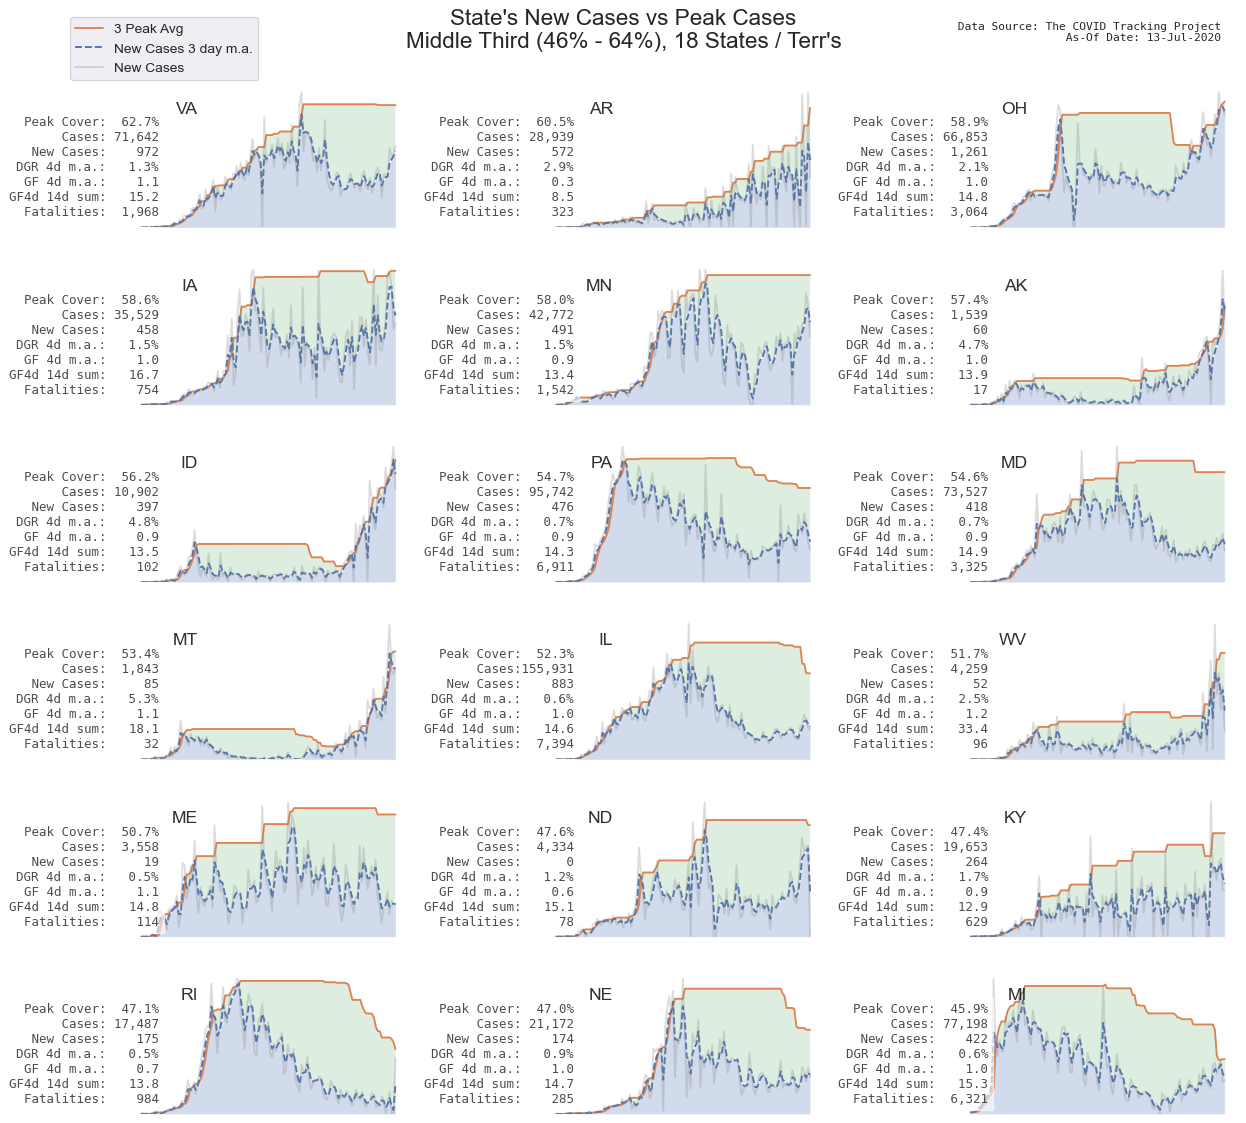 State's New Cases vs Peak Cases
Middle Third (46% - 64%), 18 States / Terr's
3 Peak Avg
New Cases 3 day m.a.
New Cases
Data Source: The COVID Tracking Project
As-Of Date: 13-Jul-2020
VA
Peak Cover: 62.7%
Cases: 71,642
New Cases: 972
DGR 4d m.a.: 1.3%
GF 4d m.a.: 1.1
GF4d 14d sum: 15.2
Fatalities: 1,968
AR
Peak Cover: 60.5%
Cases: 28,939
New Cases: 572
DGR 4d m.a.: 2.9%
GF 4d m.a.: 0.3
GF4d 14d sum: 8.5
Fatalities: 323
OH
Peak Cover: 58.9%
Cases: 66,853
New Cases: 1,261
DGR 4d m.a.: 2.1%
GF 4d m.a.: 1.0
GF4d 14d sum: 14.8
Fatalities: 3,064
IA
Peak Cover: 58.6%
Cases: 35,529
New Cases: 458
DGR 4d m.a.: 1.5%
GF 4d m.a.: 1.0
GF4d 14d sum: 16.7
Fatalities: 754
MN
Peak Cover: 58.0%
Cases: 42,772
New Cases: 491
DGR 4d m.a.: 1.5%
GF 4d m.a.: 0.9
GF4d 14d sum: 13.4
Fatalities: 1,542
AK
Peak Cover: 57.4%
Cases: 1,539
New Cases: 60
DGR 4d m.a.: 4.7%
GF 4d m.a.: 1.0
GF4d 14d sum: 13.9
Fatalities: 17
ID
Peak Cover: 56.2%
Cases: 10,902
New Cases: 397
DGR 4d m.a.: 4.8%
GF 4d m.a.: 0.9
GF4d 14d sum: 13.5
Fatalities: 102
PA
Peak Cover: 54.7%
Cases: 95,742
New Cases: 476
DGR 4d m.a.: 0.7%
GF 4d m.a.: 0.9
GF4d 14d sum: 14.3
Fatalities: 6,911
MD
Peak Cover: 54.6%
Cases: 73,527
New Cases: 418
DGR 4d m.a.: 0.7%
GF 4d m.a.: 0.9
GF4d 14d sum: 14.9
Fatalities: 3,325
MT
Peak Cover: 53.4%
Cases: 1,843
New Cases: 85
DGR 4d m.a.: 5.3%
GF 4d m.a.: 1.1
GF4d 14d sum: 18.1
Fatalities: 32
IL
Peak Cover: 52.3%
Cases:155,931
New Cases: 883
DGR 4d m.a.: 0.6%
GF 4d m.a.: 1.0
GF4d 14d sum: 14.6
Fatalities: 7,394
WV
Peak Cover: 51.7%
Cases: 4,259
New Cases: 52
DGR 4d m.a.: 2.5%
GF 4d m.a.: 1.2
GF4d 14d sum: 33.4
Fatalities: 96
ME
Peak Cover: 50.7%
Cases: 3,558
New Cases: 19
DGR 4d m.a.: 0.5%
GF 4d m.a.: 1.1
GF4d 14d sum: 14.8
Fatalities: 114
ND
Peak Cover: 47.6%
Cases: 4,334
New Cases: 0
DGR 4d m.a.: 1.2%
GF 4d m.a.: 0.6
GF4d 14d sum: 15.1
Fatalities: 78
KY
Peak Cover: 47.4%
Cases: 19,653
New Cases: 264
DGR 4d m.a.: 1.7%
GF 4d m.a.: 0.9
GF4d 14d sum: 12.9
Fatalities: 629
RI
Peak Cover: 47.1%
Cases: 17,487
New Cases: 175
DGR 4d m.a.: 0.5%
GF 4d m.a.: 0.7
GF4d 14d sum: 13.8
Fatalities: 984
NE
Peak Cover: 47.0%
Cases: 21,172
New Cases: 174
DGR 4d m.a.: 0.9%
GF 4d m.a.: 1.0
GF4d 14d sum: 14.7
Fatalities: 285
MI
Peak Cover: 45.9%
Cases: 77,198
New Cases: 422
DGR 4d m.a.: 0.6%
GF 4d m.a.: 1.0
GF4d 14d sum: 15.3
Fatalities: 6,321